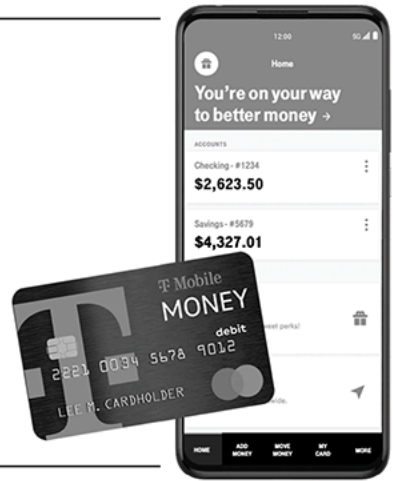 12:00
5G
Home
You're on your way
to better money →
ACCOUNTS
Checking - #1234
$2,623.50
Savings - #5679
$4,327.01
T Mobile
MONEY
debit
2221 0034 5678 9012
LEE M. CARDHOLDER
sweet perks!
HOME
ADD
MONEY
MOVE
MONEY
MY
CARD
MORE